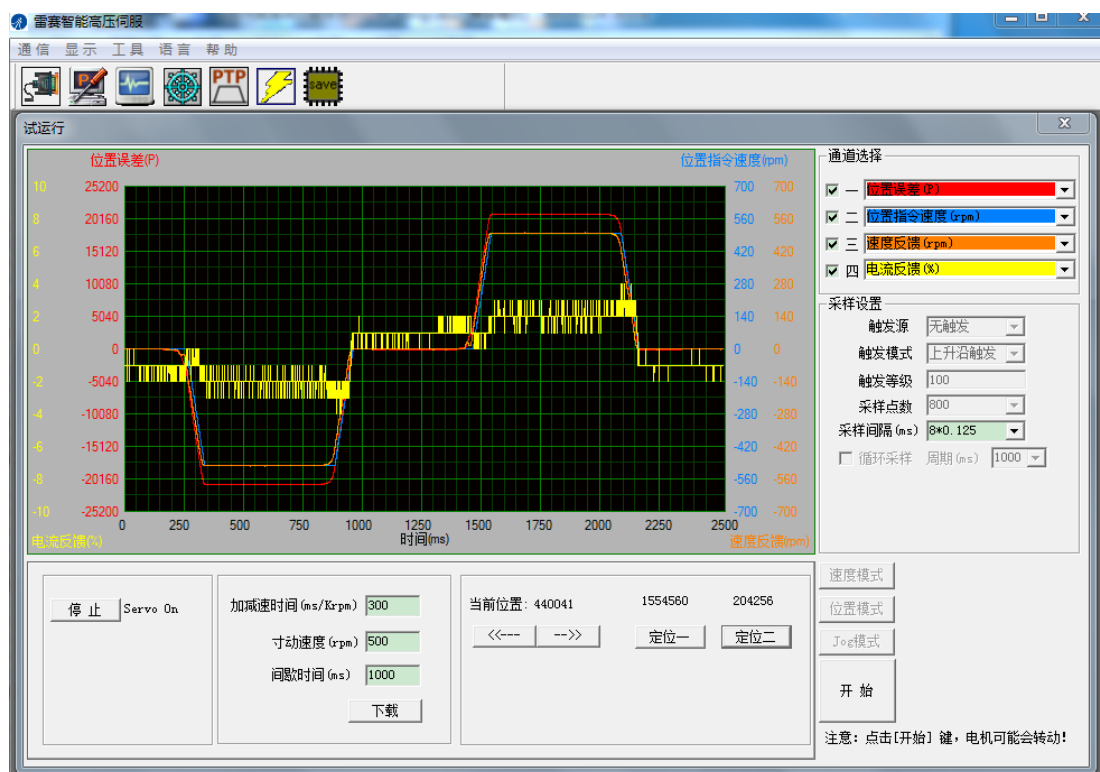 雷赛智能高压伺服
通信 显示 工具 语言 帮助
PTP save
试运行
位置误差(P) 位置指令速度(rpm)
10 25200 700 700
8 20160 560 560
6 15120 420 420
4 10080 280 280
2 5040 140 140
0 0 0 0
-2 -5040 -140 -140
-4 -10080 -280 -280
-6 -15120 -420 -420
-8 -20160 -560 -560
-10 -25200 -700 -700
0 250 500 750 1000 1250 1500 1750 2000 2250 2500
电流反馈(%) 时间(ms) 速度反馈(rpm)
通道选择
一 位置误差(P)
二 位置指令速度(rpm)
三 速度反馈(rpm)
四 电流反馈(%)
采样设置
触发源 无触发
触发模式 上升沿触发
触发等级 100
采样点数 800
采样间隔(ms) 8*0.125
循环采样 周期(ms) 1000
停止 Servo On
加减速时间(ms/Krpm) 300
寸动速度(rpm) 500
间歇时间(ms) 1000
下载
当前位置: 440041 1554560 204256
<<--- -->> 定位一 定位二
速度模式
位置模式
Jog模式
开始
注意: 点击[开始] 键,电机可能会转动!